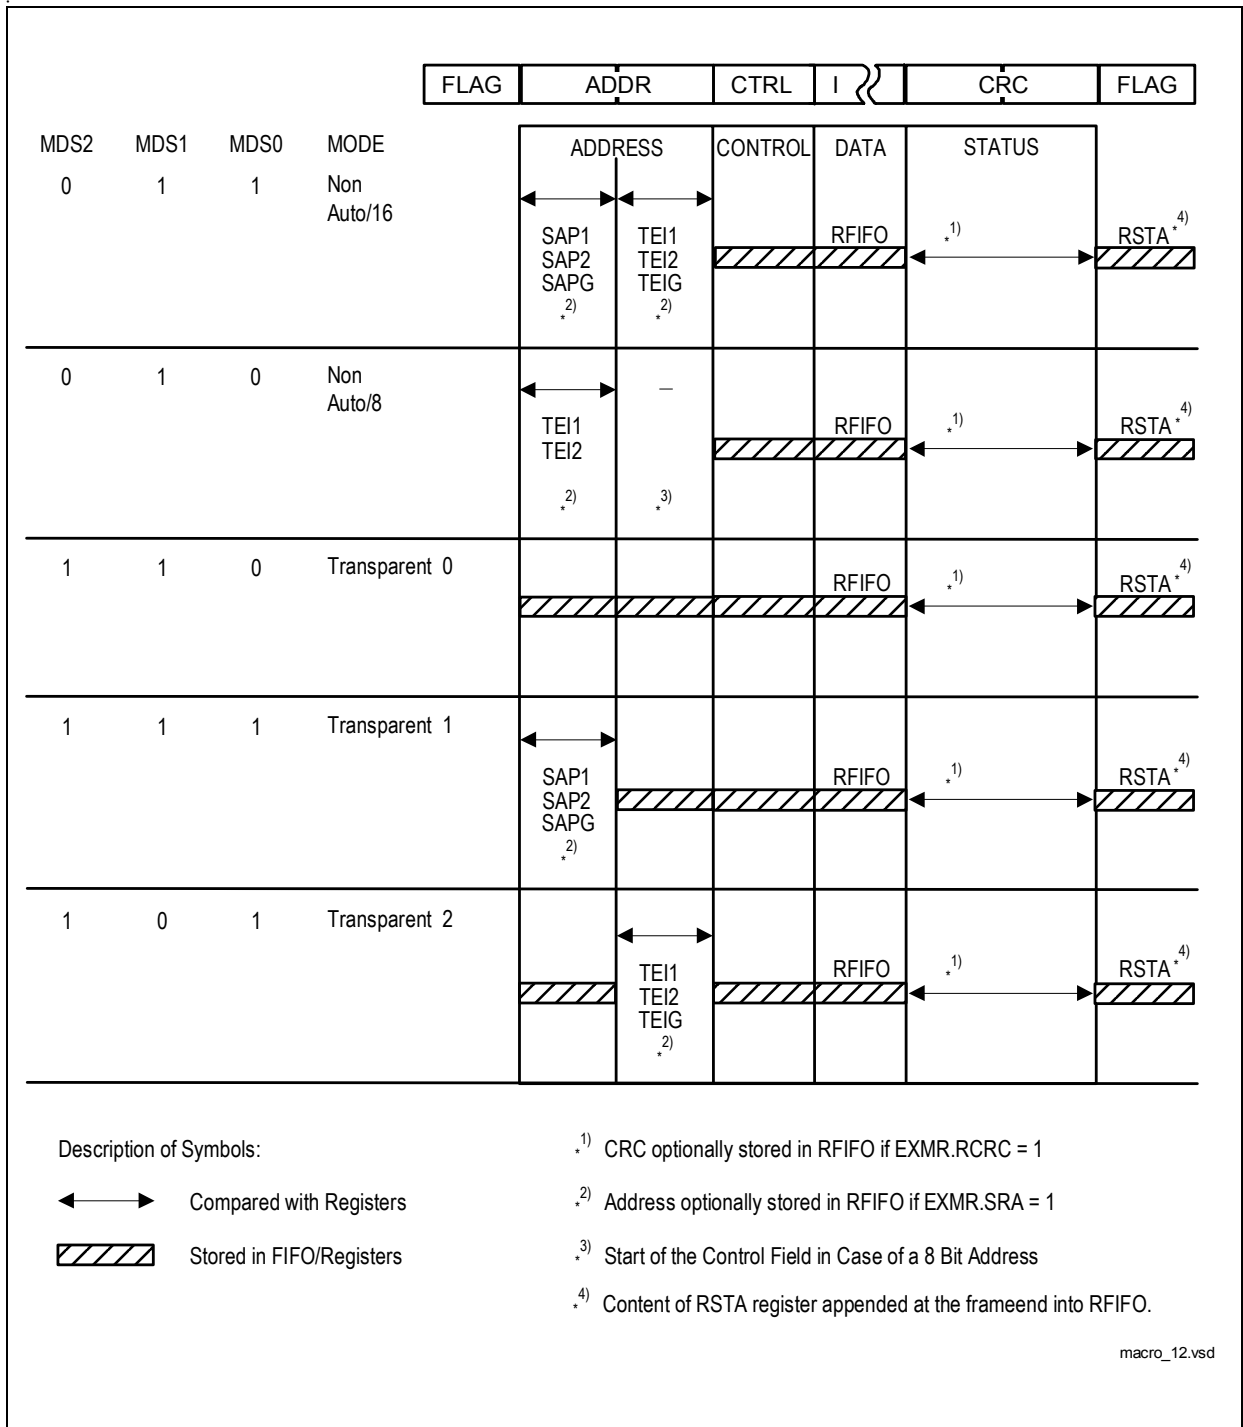 FLAG ADDR CTRL I CRC FLAG
MDS2 MDS1 MDS0 MODE ADDRESS CONTROL DATA STATUS
0 1 1 Non
Auto/16
SAP1 TEI1 RFIFO *1) RSTA*4)
SAP2 TEI2
SAPG TEIG
*2) *2)
0 1 0 Non –
Auto/8
TEI1 RFIFO *1) RSTA*4)
TEI2
*2) *3)
1 1 0 Transparent 0
RFIFO *1) RSTA*4)
1 1 1 Transparent 1
SAP1 RFIFO *1) RSTA*4)
SAP2
SAPG
*2)
1 0 1 Transparent 2
TEI1 RFIFO *1) RSTA*4)
TEI2
TEIG
*2)
Description of Symbols:
Compared with Registers
Stored in FIFO/Registers
*1) CRC optionally stored in RFIFO if EXMR.RCRC = 1
*2) Address optionally stored in RFIFO if EXMR.SRA = 1
*3) Start of the Control Field in Case of a 8 Bit Address
*4) Content of RSTA register appended at the frameend into RFIFO.
macro_12.vsd